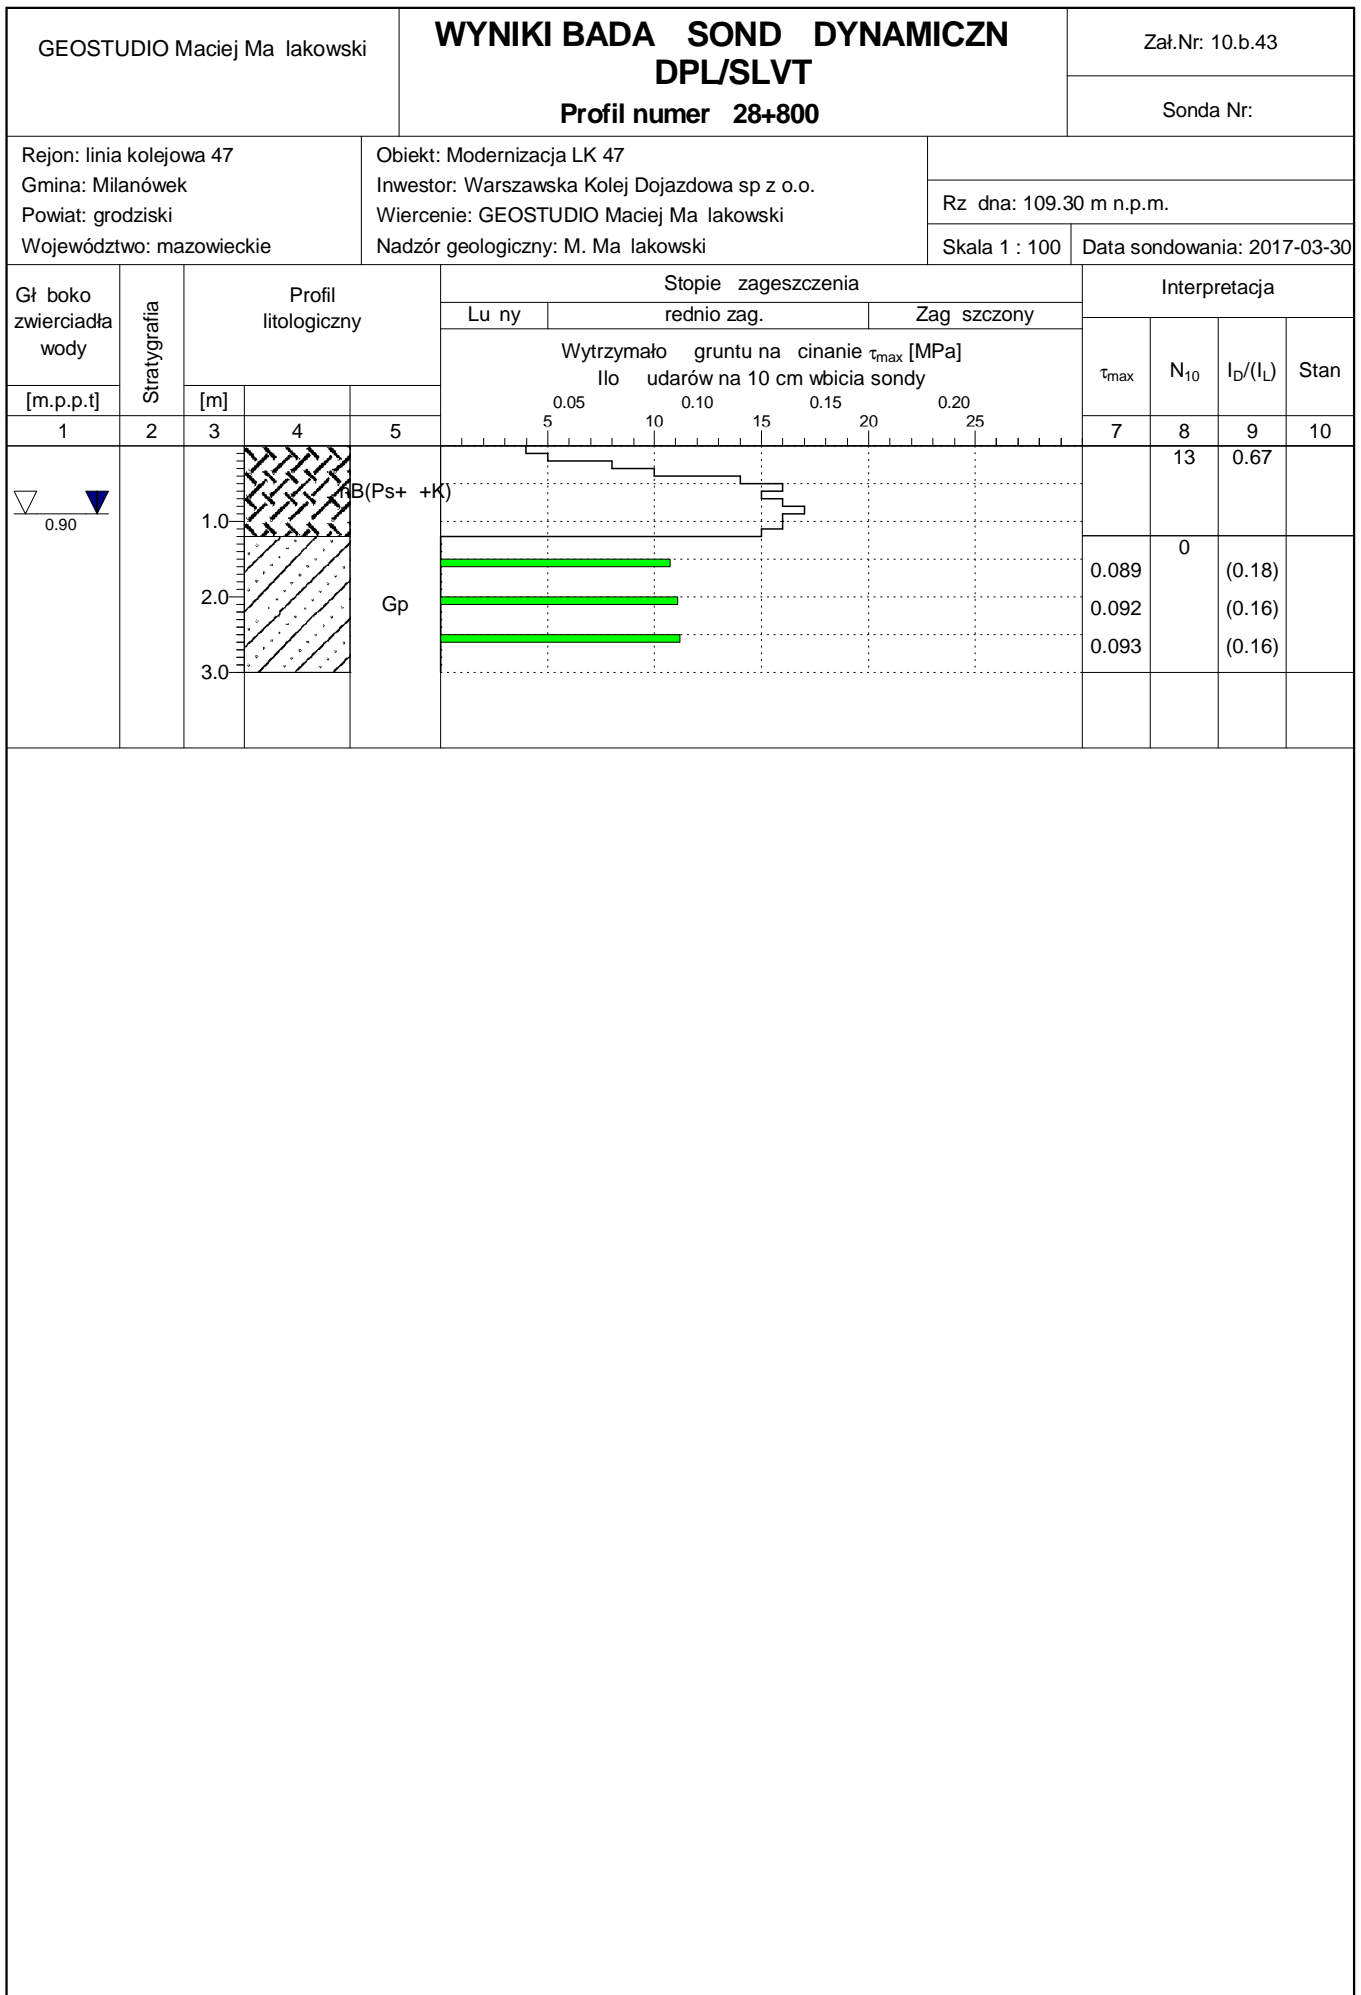 GEOSTUDIO Maciej Ma lakowski
WYNIKI BADA SOND DYNAMICZN
DPL/SLVT
Profil numer 28+800
Zał.Nr: 10.b.43
Sonda Nr:
Rejon: linia kolejowa 47
Gmina: Milanówek
Powiat: grodziski
Województwo: mazowieckie
Obiekt: Modernizacja LK 47
Inwestor: Warszawska Kolej Dojazdowa sp z o.o.
Wiercenie: GEOSTUDIO Maciej Ma lakowski
Nadzór geologiczny: M. Ma lakowski
Rz dna: 109.30 m n.p.m.
Skala 1 : 100
Data sondowania: 2017-03-30
Gł boko
zwierciadła
wody
[m.p.p.t]
Stratygrafia
Profil
litologiczny
[m]
Stopie zageszczenia
Lu ny
rednio zag.
Zag szczony
Wytrzymało gruntu na cinanie τmax [MPa]
Ilo udarów na 10 cm wbicia sondy
0.05 0.10 0.15 0.20
5 10 15 20 25
Interpretacja
τmax
N10
ID/(IL)
Stan
1 2 3 4 5 7 8 9 10
13 0.67
nB(Ps+ +K)
0.90
1.0
0
0.089 (0.18)
2.0
Gp
0.092 (0.16)
0.093 (0.16)
3.0